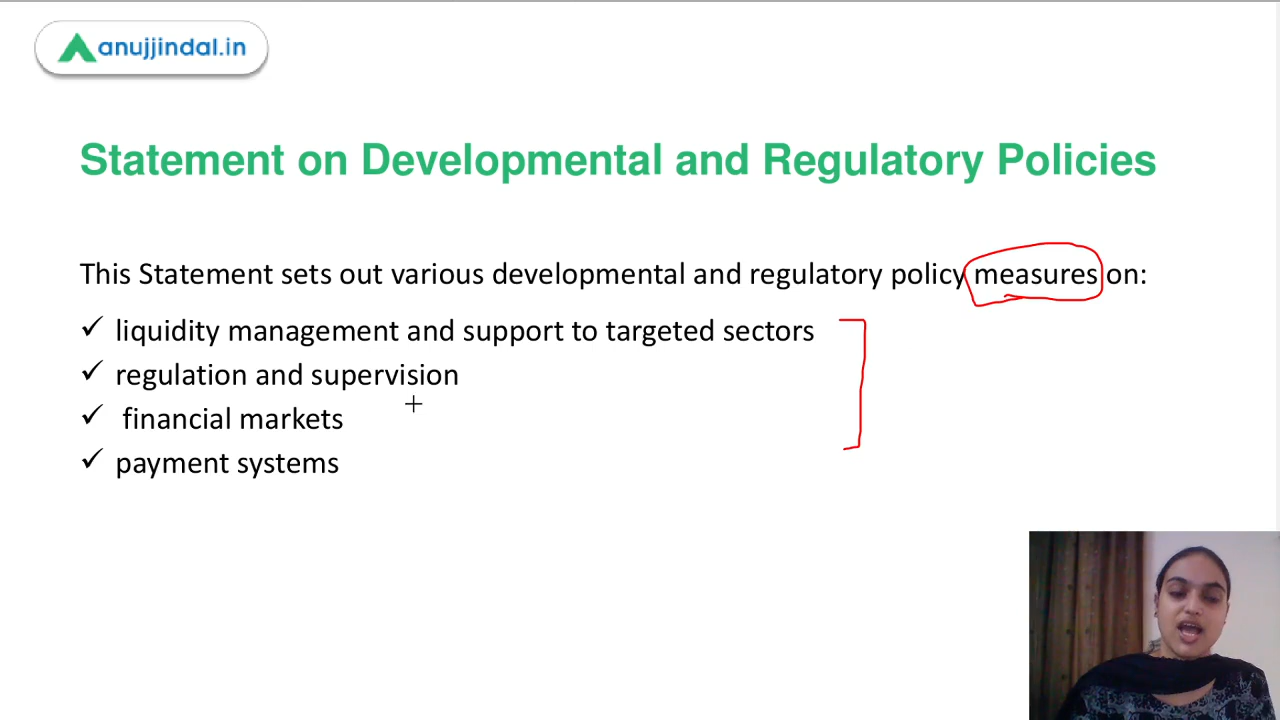 anujjindal.in
Statement on Developmental and Regulatory Policies
This Statement sets out various developmental and regulatory policy measures on:
✓ liquidity management and support to targeted sectors
✓ regulation and supervision
✓ financial markets
✓ payment systems